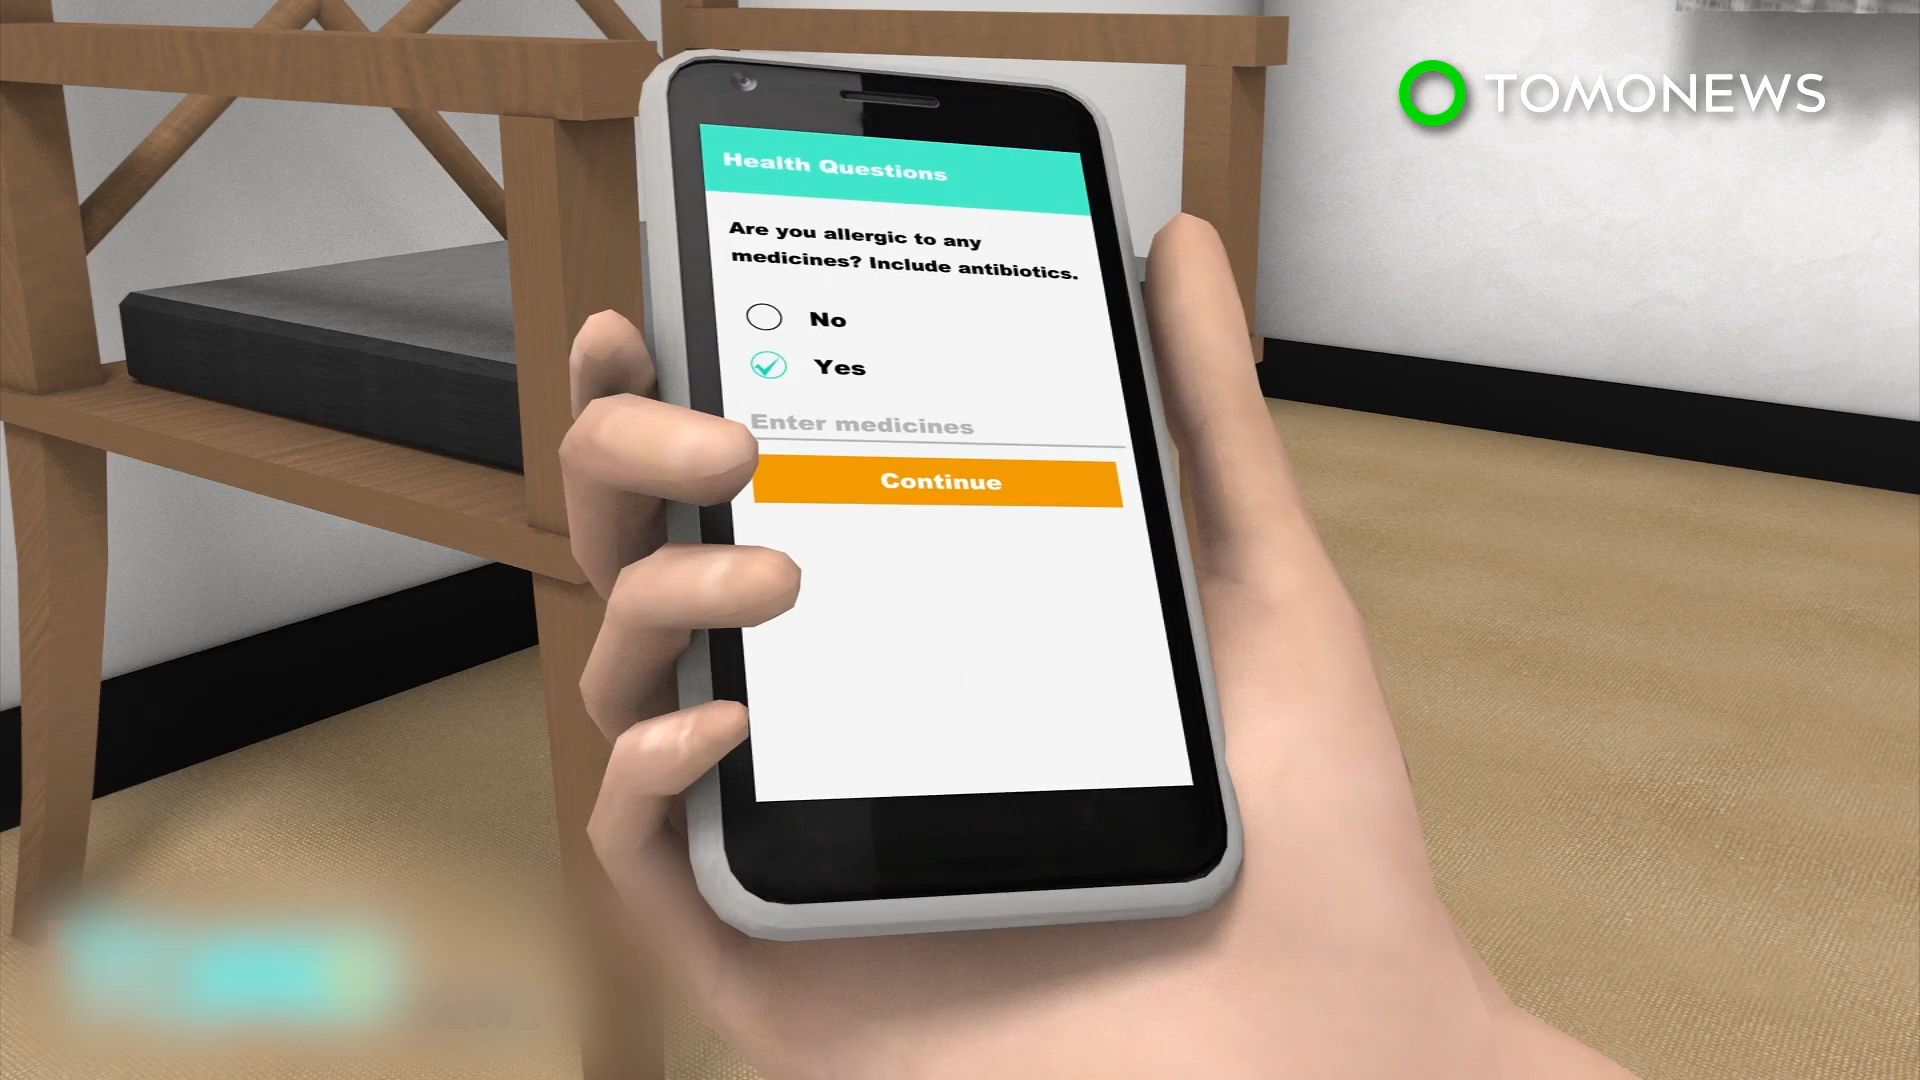 TOMONEWS
Health Questions
Are you allergic to any
medicines? Include antibiotics.
No
Yes
Enter medicines
Continue